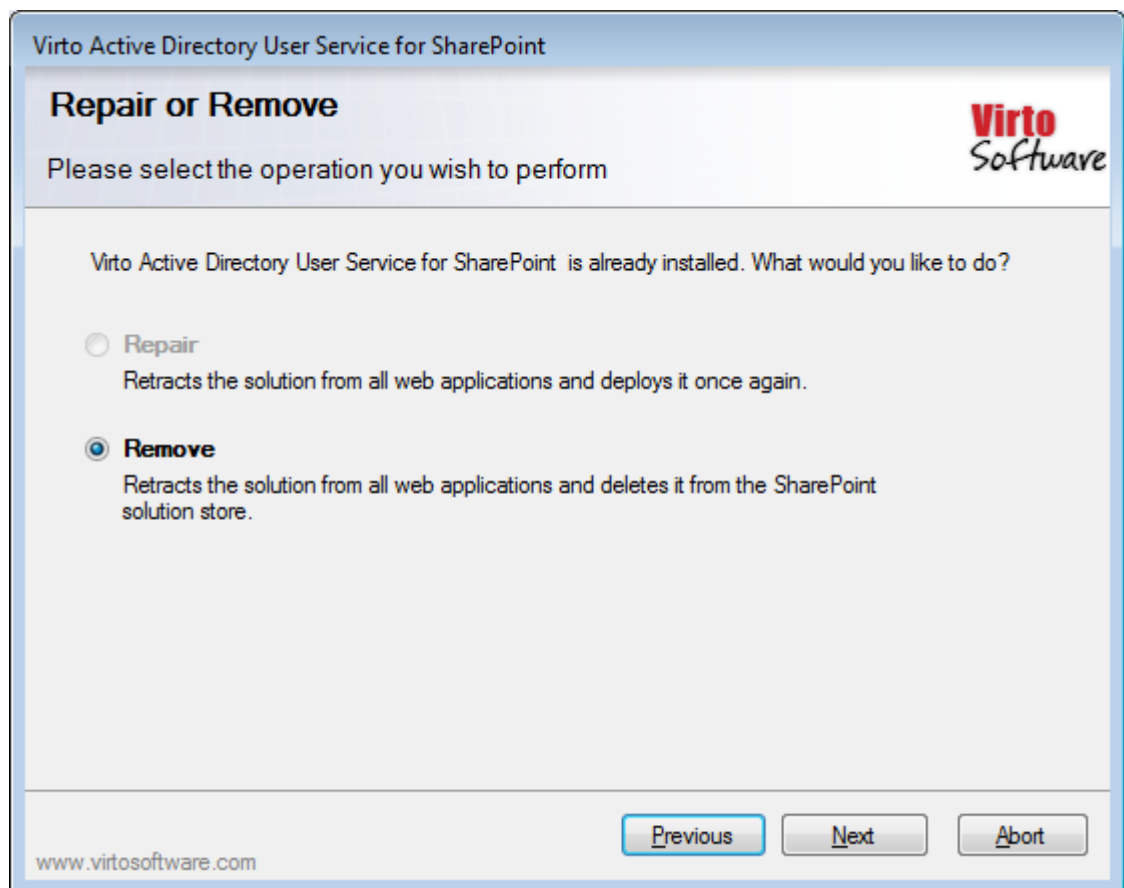 Virto Active Directory User Service for SharePoint
Repair or Remove
Please select the operation you wish to perform
Virto
Software
Virto Active Directory User Service for SharePoint  is already installed. What would you like to do?
Repair
Retracts the solution from all web applications and deploys it once again.
Remove
Retracts the solution from all web applications and deletes it from the SharePoint
solution store.
Previous Next Abort
www.virtosoftware.com